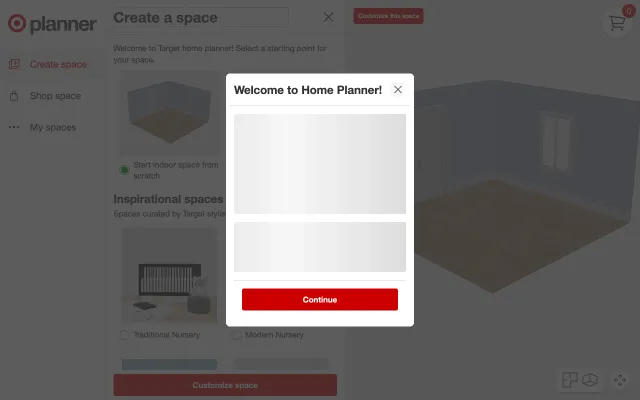 planner
Create space
Shop space
My spaces
Create a space
Welcome to Target home planner! Select a starting point for
your space.
Start indoor space from
scratch
Inspirational spaces
Spaces curated by Target
Traditional Nursery
Modern Nursery
Customize space
Customize this space
0
Welcome to Home Planner!
Continue